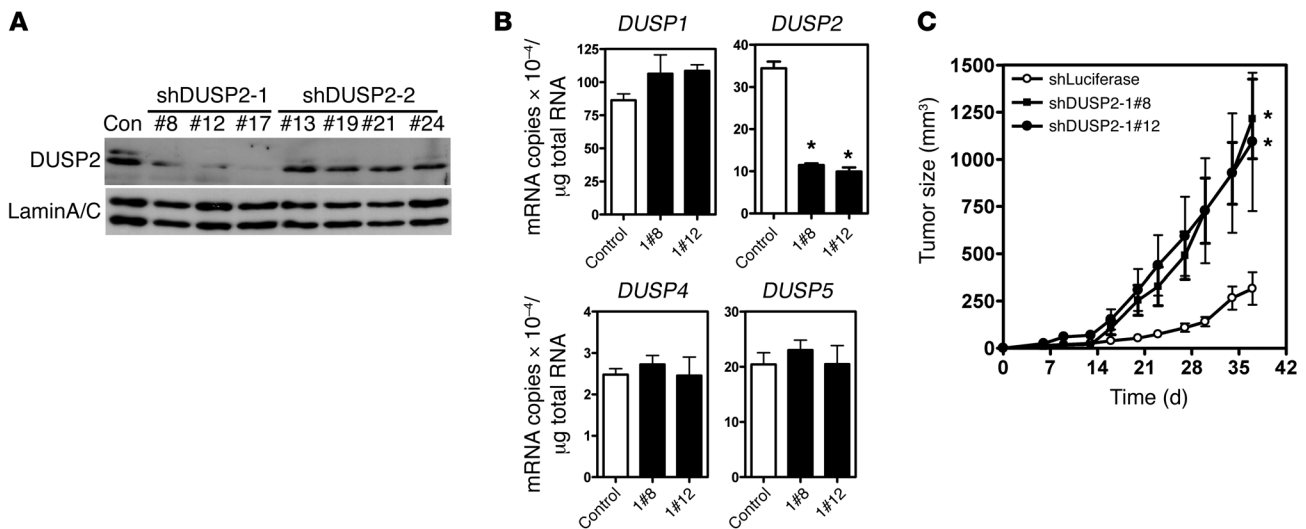 A
shDUSP2-1 shDUSP2-2
Con #8 #12 #17 #13 #19 #21 #24
DUSP2
LaminA/C
B
DUSP1
mRNA copies × 10⁻⁴/
μg total RNA
125
100
75
50
25
0
Control
1#8
1#12
DUSP2
40
30
20
10
0
Control
1#8
1#12
* *
DUSP4
mRNA copies × 10⁻⁴/
μg total RNA
4
3
2
1
0
Control
1#8
1#12
DUSP5
30
20
10
0
Control
1#8
1#12
C
Tumor size (mm³)
1500
1250
1000
750
500
250
0
shLuciferase
shDUSP2-1#8
shDUSP2-1#12
*
*
0 7 14 21 28 35 42
Time (d)